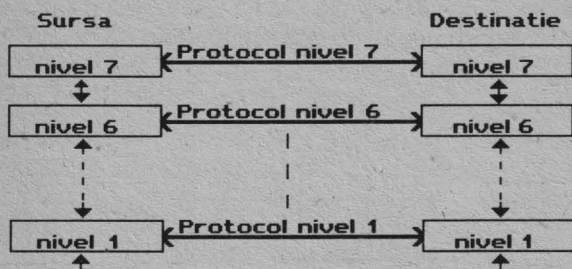 Sursa Destinatie
Protocol nivel 7
nivel 7 nivel 7
Protocol nivel 6
nivel 6 nivel 6
Protocol nivel 1
nivel 1 nivel 1